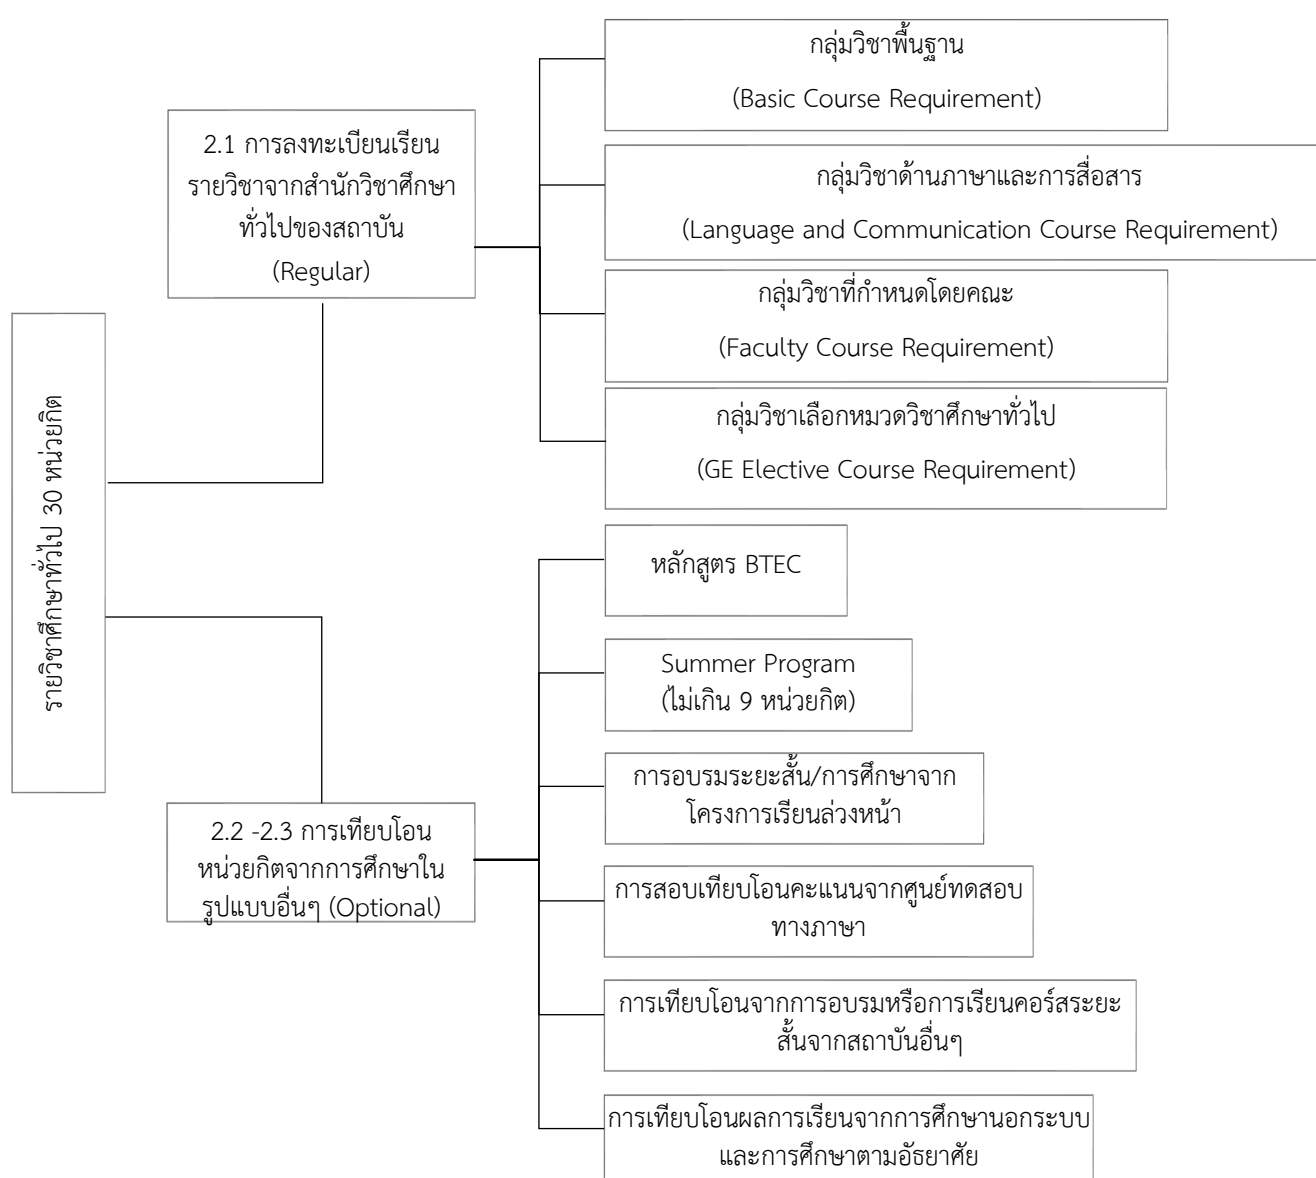 รายวิชาศึกษาทั่วไป 30 หน่วยกิต
2.1 การลงทะเบียนเรียน
รายวิชาจากสำนักวิชาศึกษา
ทั่วไปของสถาบัน
(Regular)
กลุ่มวิชาพื้นฐาน
(Basic Course Requirement)
กลุ่มวิชาด้านภาษาและการสื่อสาร
(Language and Communication Course Requirement)
กลุ่มวิชาที่กำหนดโดยคณะ
(Faculty Course Requirement)
กลุ่มวิชาเลือกหมวดวิชาศึกษาทั่วไป
(GE Elective Course Requirement)
2.2 -2.3 การเทียบโอน
หน่วยกิตจากการศึกษาใน
รูปแบบอื่นๆ (Optional)
หลักสูตร BTEC
Summer Program
(ไม่เกิน 9 หน่วยกิต)
การอบรมระยะสั้น/การศึกษาจาก
โครงการเรียนล่วงหน้า
การสอบเทียบโอนคะแนนจากศูนย์ทดสอบ
ทางภาษา
การเทียบโอนจากการอบรมหรือการเรียนคอร์สระยะ
สั้นจากสถาบันอื่นๆ
การเทียบโอนผลการเรียนจากการศึกษานอกระบบ
และการศึกษาตามอัธยาศัย